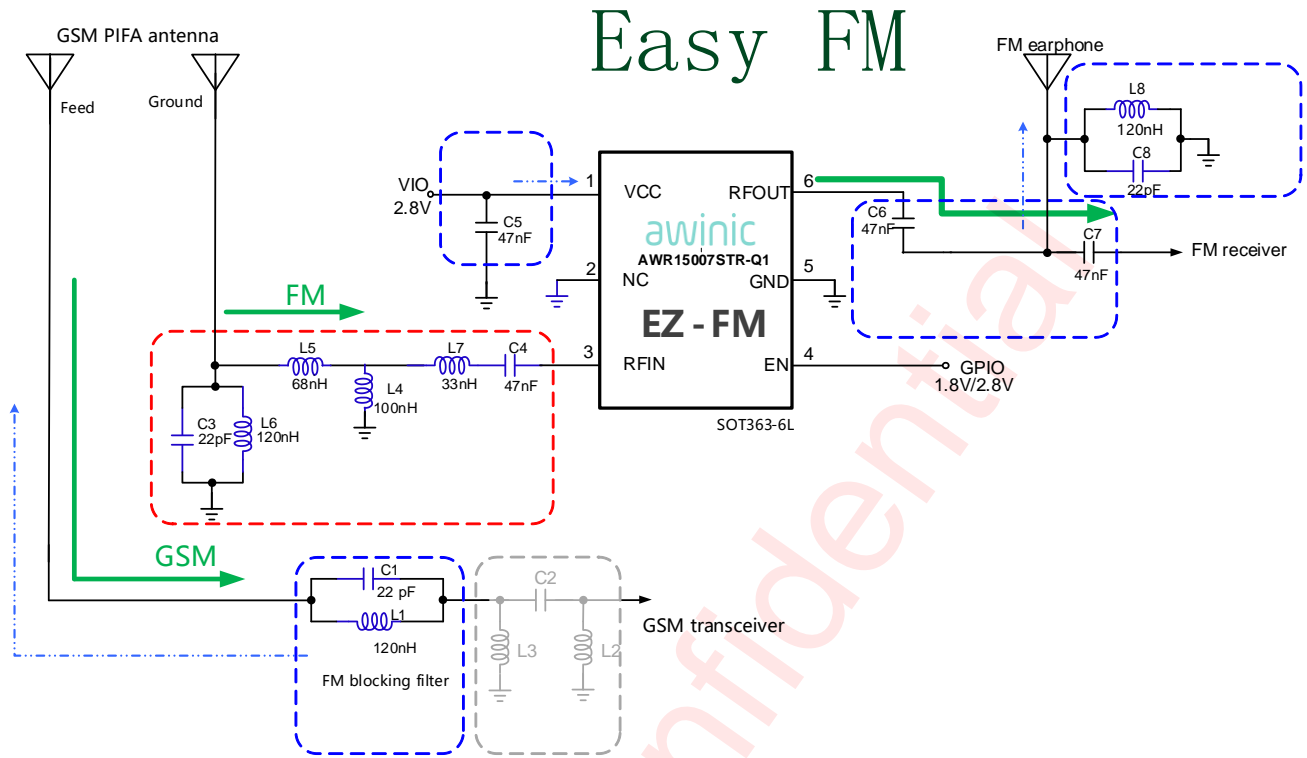 Easy FM
GSM PIFA antenna
Feed
Ground
FM earphone
L8
120nH
C8
22pF
VIO
2.8V
C5
47nF
1
VCC
2
NC
3
RFIN
awinic
AWR15007STR-Q1
EZ - FM
RFOUT
6
GND
5
EN
4
SOT363-6L
C6
47nF
C7
47nF
FM receiver
GPIO
1.8V/2.8V
FM
L5
68nH
L4
100nH
L7
33nH
C4
47nF
C3
22pF
L6
120nH
GSM
C1
22 pF
L1
120nH
FM blocking filter
C2
L3
L2
GSM transceiver